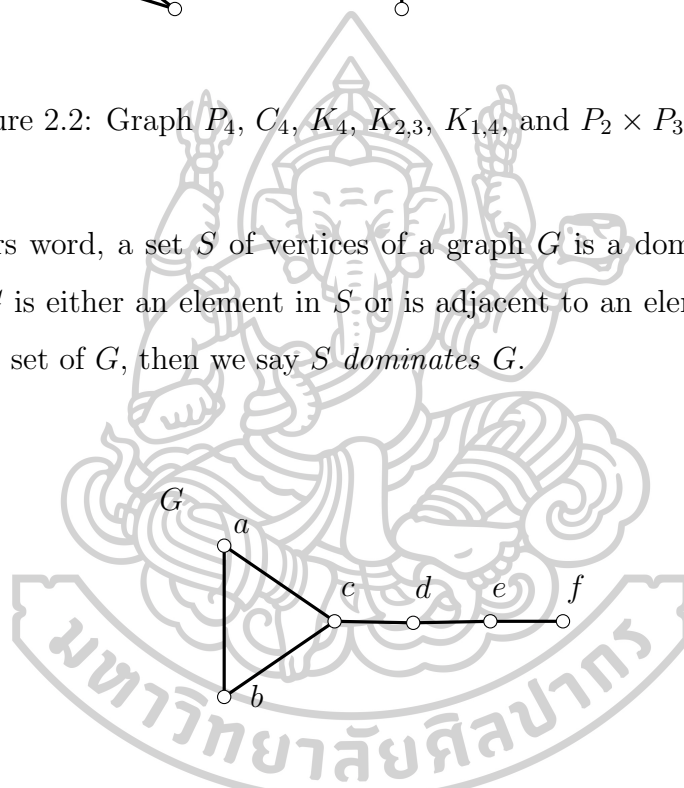 ure 2.2: Graph P₄, C₄, K₄, K₂,₃, K₁,₄, and P₂ × P₃
rs word, a set S of vertices of a graph G is a dom
is either an element in S or is adjacent to an ele
set of G, then we say S dominates G.
G
a
c d e f
b
มหาวิทยาลัยศิลปากร